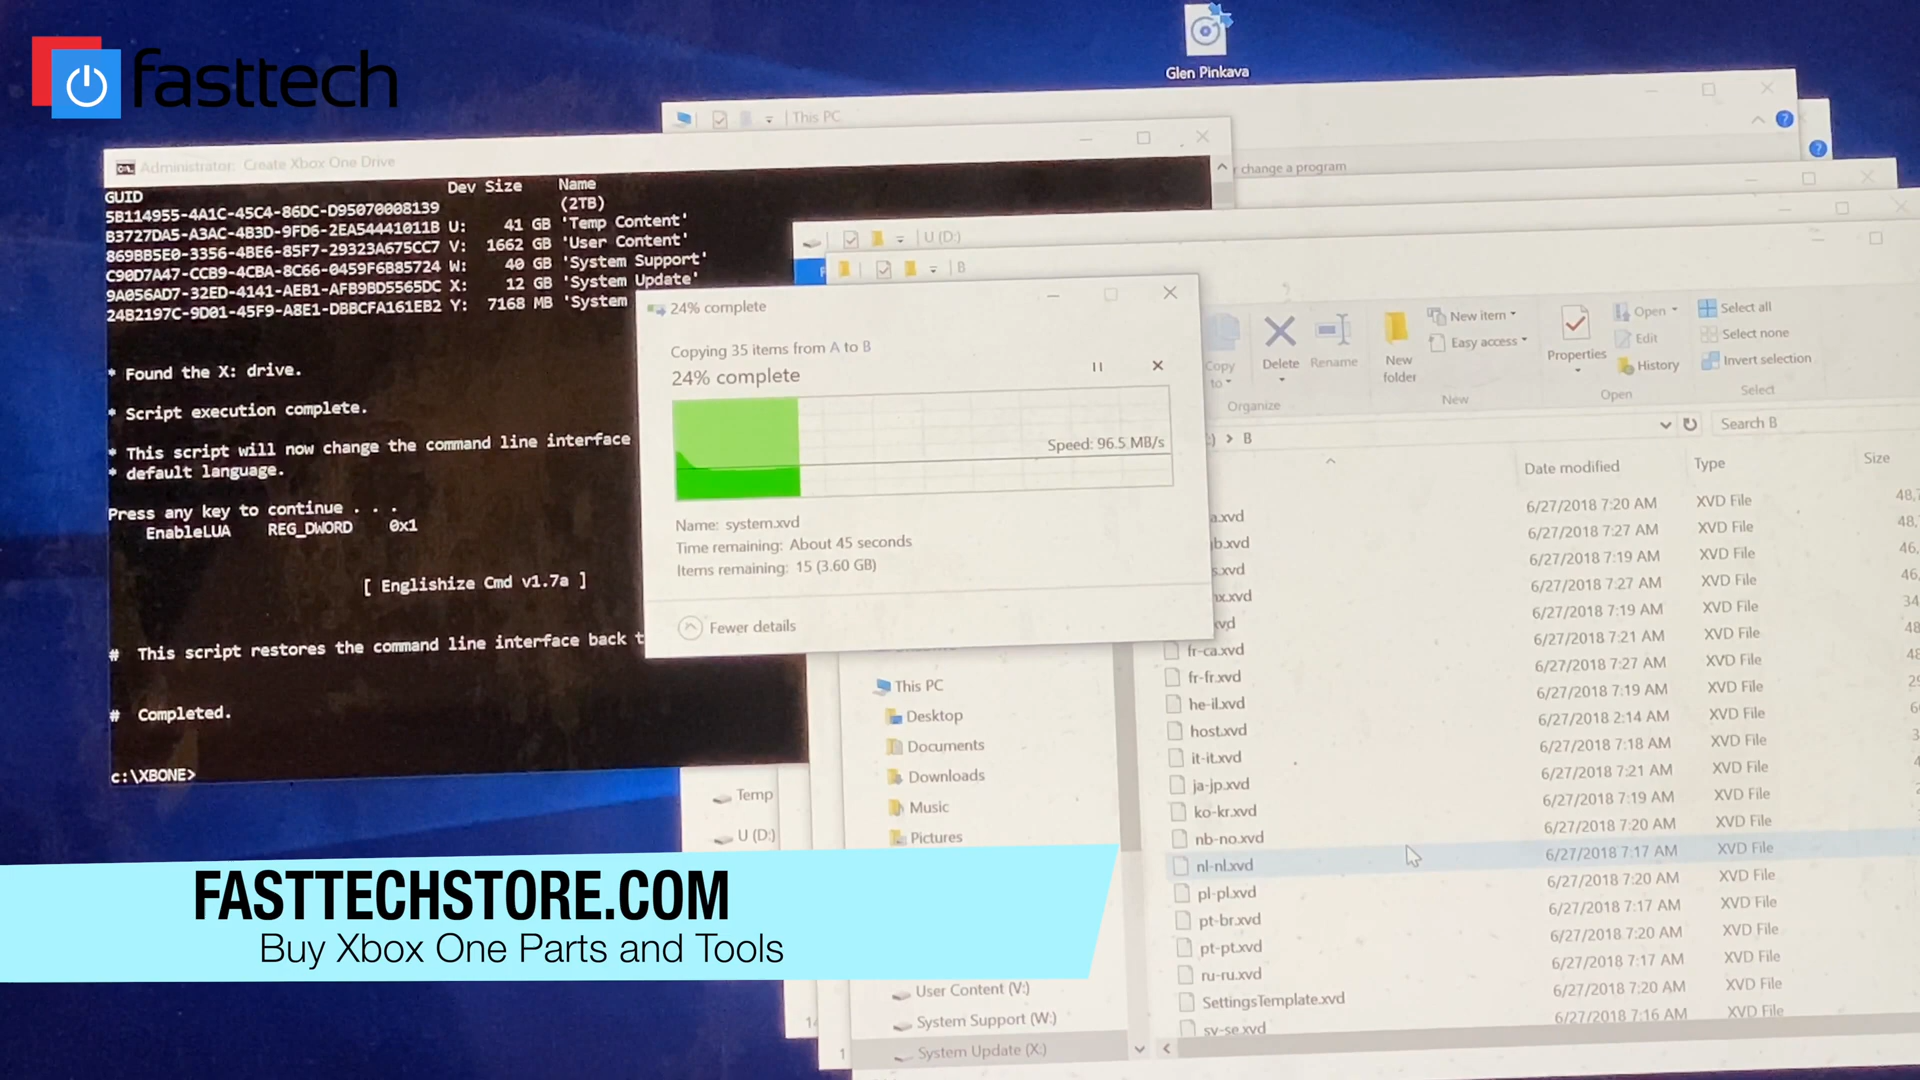 fasttech
Glen Pinkava
This PC
change a program
Administrator: Create Xbox One Drive
GUID Dev Size Name
5B114955-4A1C-45C4-86DC-D95070008139 (2TB)
B3727DA5-A3AC-4B3D-9FD6-2EA54441011B U: 41 GB 'Temp Content'
869BB5E0-3356-4BE6-85F7-29323A675CC7 V: 1662 GB 'User Content'
C90D7A47-CCB9-4CBA-8C66-0459F6B85724 W: 40 GB 'System Support'
9A056AD7-32ED-4141-AEB1-AFB9BD5565DC X: 12 GB 'System Update'
24B2197C-9D01-45F9-A8E1-DBBCFA161EB2 Y: 7168 MB 'System
* Found the X: drive.
* Script execution complete.
* This script will now change the command line interface
* default language.
Press any key to continue . . .
EnableLUA REG_DWORD 0x1
[ Englishize Cmd v1.7a ]
# This script restores the command line interface back t
# Completed.
c:\XBONE>
U (D:)
B
24% complete
Copying 35 items from A to B
24% complete
Speed: 96.5 MB/s
Name: system.xvd
Time remaining: About 45 seconds
Items remaining: 15 (3.60 GB)
Fewer details
Copy
to
Delete
Rename
Organize
New
folder
New item
Easy access
New
Properties
Open
Edit
History
Open
Select all
Select none
Invert selection
Select
B
Search B
Date modified Type Size
a.xvd 6/27/2018 7:20 AM XVD File 48,
b.xvd 6/27/2018 7:27 AM XVD File 48,
s.xvd 6/27/2018 7:19 AM XVD File 46,
x.xvd 6/27/2018 7:27 AM XVD File 46,
vd 6/27/2018 7:19 AM XVD File 34
fr-ca.xvd 6/27/2018 7:21 AM XVD File 48
fr-fr.xvd 6/27/2018 7:27 AM XVD File 48
he-il.xvd 6/27/2018 7:19 AM XVD File 29
host.xvd 6/27/2018 2:14 AM XVD File
it-it.xvd 6/27/2018 7:18 AM XVD File
ja-jp.xvd 6/27/2018 7:21 AM XVD File
ko-kr.xvd 6/27/2018 7:19 AM XVD File
nb-no.xvd 6/27/2018 7:20 AM XVD File
nl-nl.xvd 6/27/2018 7:17 AM XVD File
pl-pl.xvd 6/27/2018 7:20 AM XVD File
pt-br.xvd 6/27/2018 7:17 AM XVD File
pt-pt.xvd 6/27/2018 7:20 AM XVD File
ru-ru.xvd 6/27/2018 7:17 AM XVD File
SettingsTemplate.xvd 6/27/2018 7:20 AM XVD File
sv-se.xvd 6/27/2018 7:16 AM XVD File
This PC
Desktop
Documents
Downloads
Music
Pictures
User Content (V:)
System Support (W:)
System Update (X:)
Temp
U (D:)
FASTTECHSTORE.COM
Buy Xbox One Parts and Tools